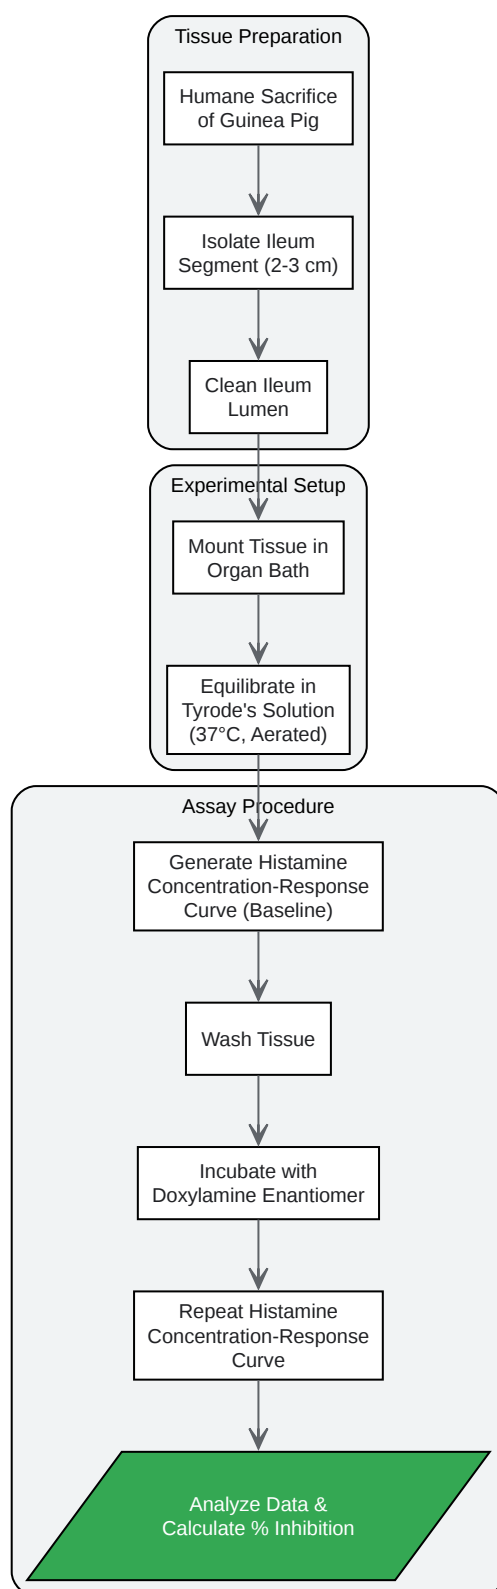 Tissue Preparation
Humane Sacrifice
of Guinea Pig
Isolate Ileum
Segment (2-3 cm)
Clean Ileum
Lumen
Experimental Setup
Mount Tissue in
Organ Bath
Equilibrate in
Tyrode's Solution
(37°C, Aerated)
Assay Procedure
Generate Histamine
Concentration-Response
Curve (Baseline)
Wash Tissue
Incubate with
Doxylamine Enantiomer
Repeat Histamine
Concentration-Response
Curve
Analyze Data &
Calculate % Inhibition